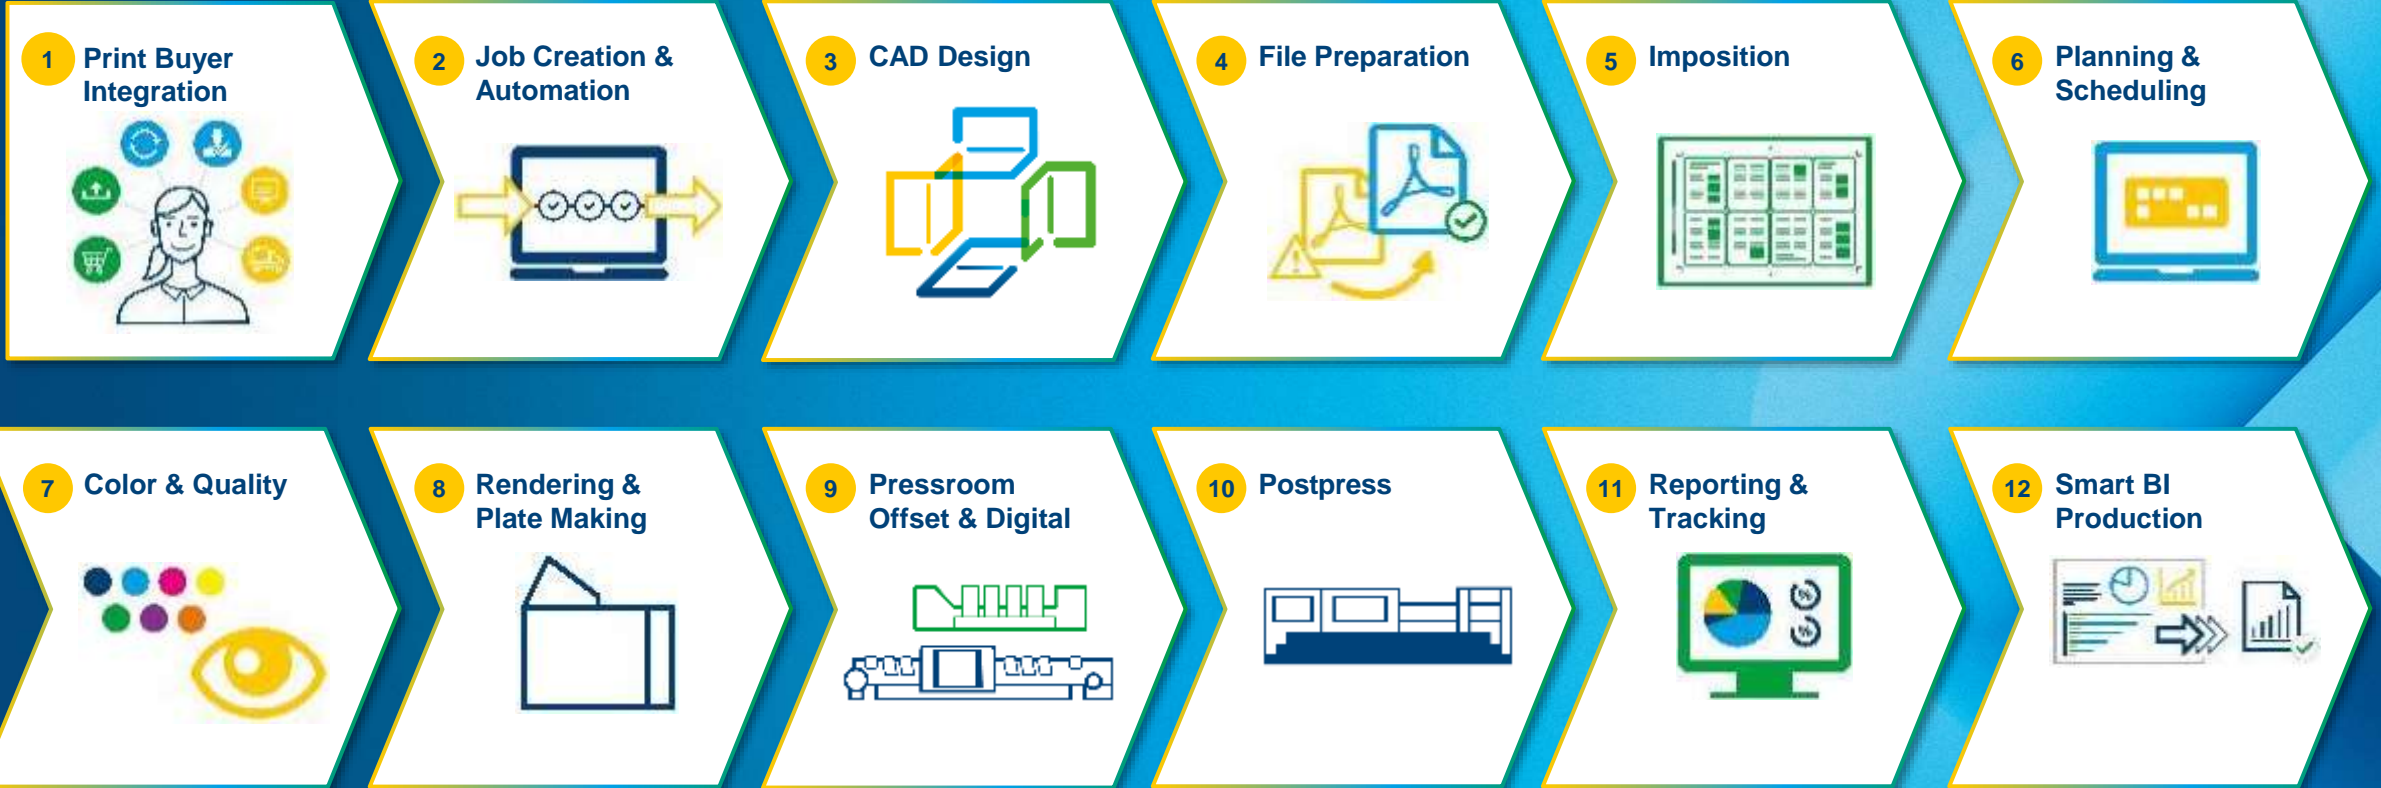 1
Print Buyer
Integration
2
Job Creation &
Automation
3
CAD Design
4
File Preparation
5
Imposition
6
Planning &
Scheduling
7
Color & Quality
8
Rendering &
Plate Making
9
Pressroom
Offset & Digital
10
Postpress
11
Reporting &
Tracking
%
%
12
Smart BI
Production